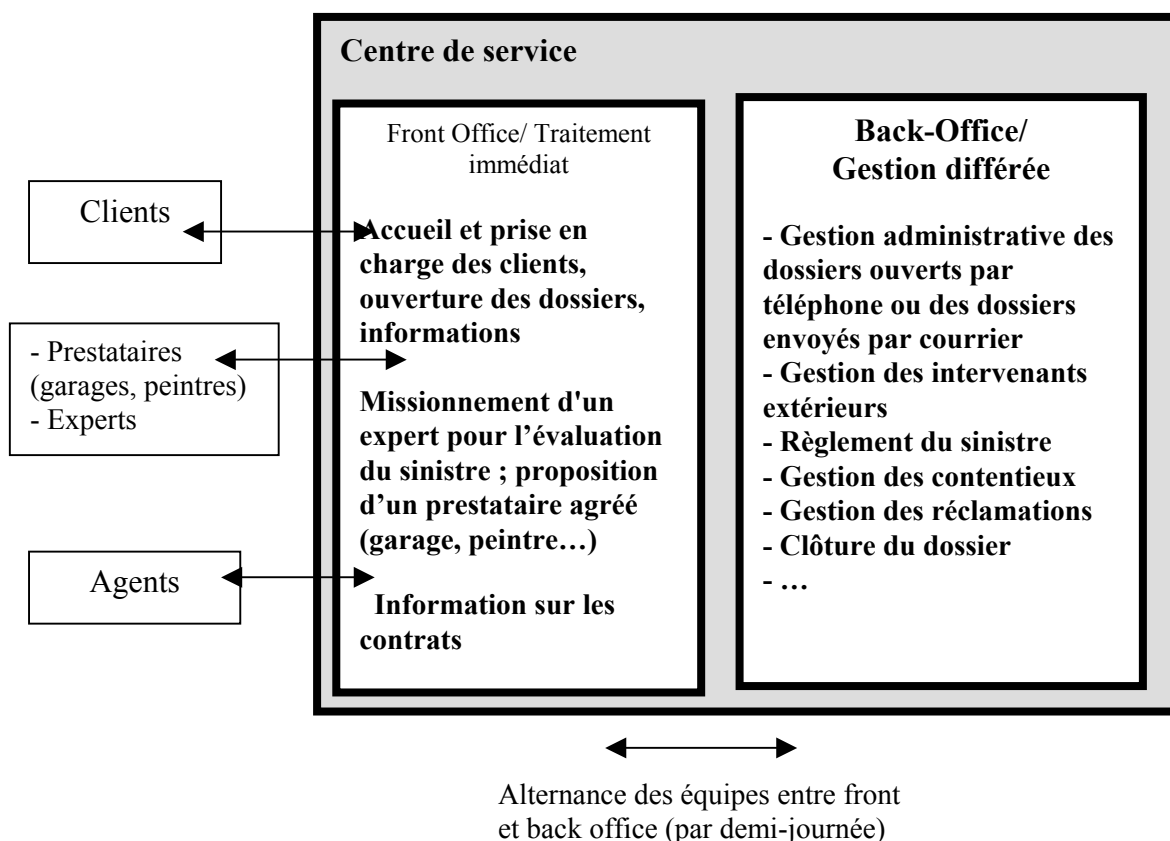 Centre de service
Front Office/ Traitement
immédiat
Accueil et prise en
charge des clients,
ouverture des dossiers,
informations
Missionnement d'un
expert pour l’évaluation
du sinistre ; proposition
d’un prestataire agréé
(garage, peintre…)
Information sur les
contrats
Back-Office/
Gestion différée
- Gestion administrative des
dossiers ouverts par
téléphone ou des dossiers
envoyés par courrier
- Gestion des intervenants
extérieurs
- Règlement du sinistre
- Gestion des contentieux
- Gestion des réclamations
- Clôture du dossier
- …
Clients
- Prestataires
(garages, peintres)
- Experts
Agents
Alternance des équipes entre front
et back office (par demi-journée)